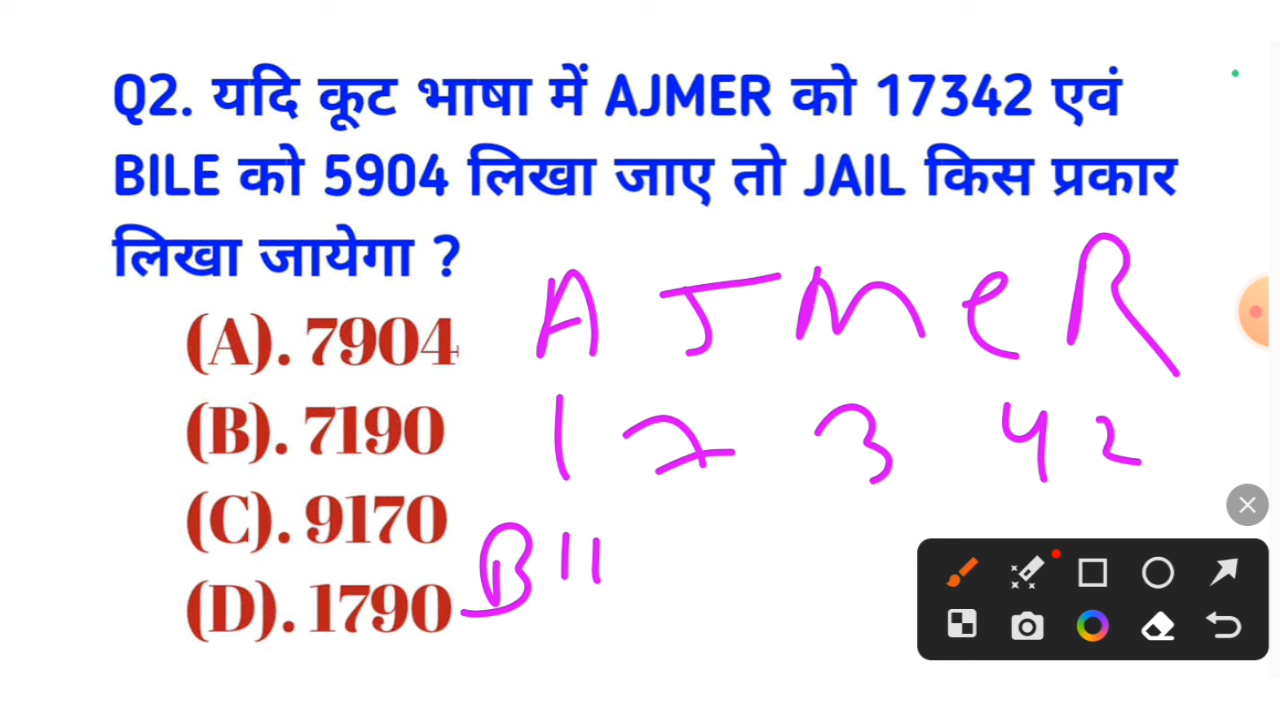 Q2. यदि कूट भाषा में AJMER को 17342 एवं
BILE को 5904 लिखा जाए तो JAIL किस प्रकार
लिखा जायेगा ?
(A). 7904
(B). 7190
(C). 9170
(D). 1790
A J M e R
1 7 3 4 2
B I I